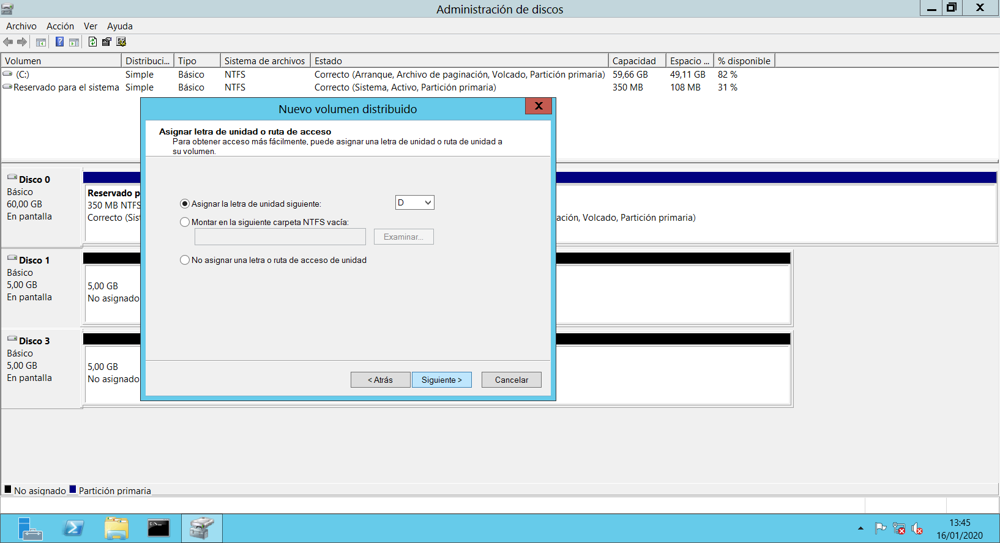 Administración de discos
Archivo Acción Ver Ayuda
Volumen Distribuci... Tipo Sistema de archivos Estado Capacidad Espacio ... % disponible
(C:) Simple Básico NTFS Correcto (Arranque, Archivo de paginación, Volcado, Partición primaria) 59,66 GB 49,11 GB 82 %
Reservado para el sistema Simple Básico NTFS Correcto (Sistema, Activo, Partición primaria) 350 MB 108 MB 31 %
Nuevo volumen distribuido
X
Asignar letra de unidad o ruta de acceso
Para obtener acceso más fácilmente, puede asignar una letra de unidad o ruta de unidad a
su volumen.
Asignar la letra de unidad siguiente: D
Montar en la siguiente carpeta NTFS vacía:
Examinar...
No asignar una letra o ruta de acceso de unidad
< Atrás Siguiente > Cancelar
Disco 0
Básico
60,00 GB
En pantalla
Reservado p
350 MB NTFS
Correcto (Sist
ación, Volcado, Partición primaria)
Disco 1
Básico
5,00 GB
En pantalla
5,00 GB
No asignado
Disco 3
Básico
5,00 GB
En pantalla
5,00 GB
No asignado
No asignado Partición primaria
13:45
16/01/2020